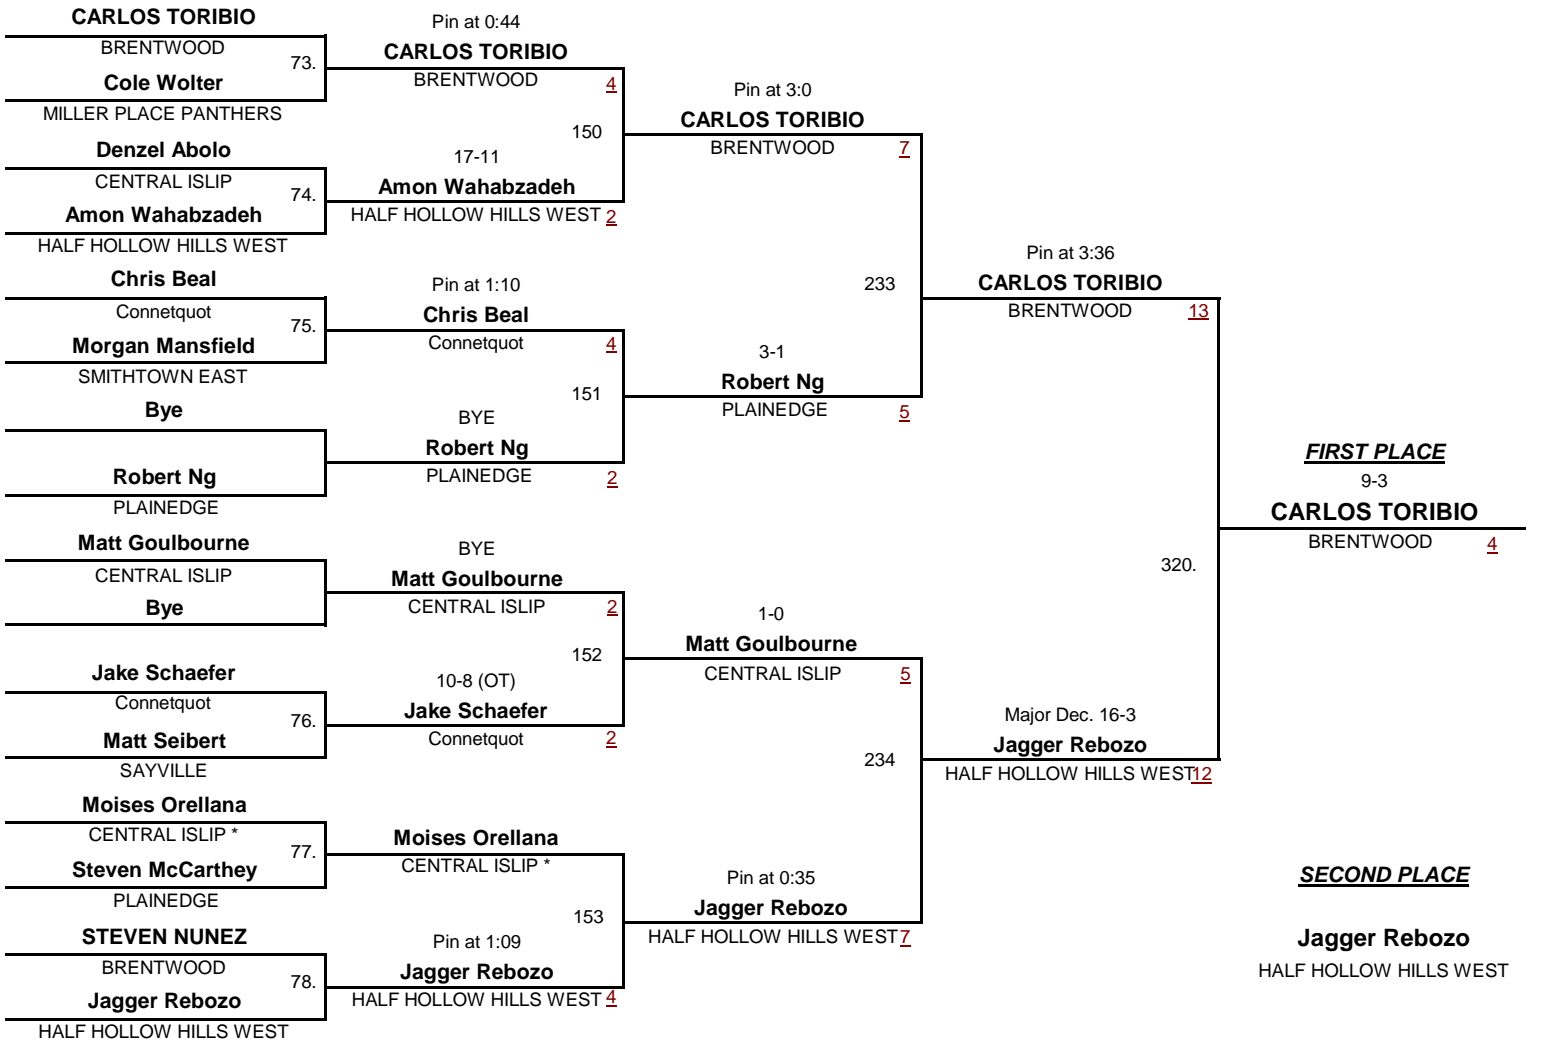 CARLOS TORIBIO
BRENTWOOD
73.
Cole Wolter
MILLER PLACE PANTHERS
Denzel Abolo
CENTRAL ISLIP
74.
Amon Wahabzadeh
HALF HOLLOW HILLS WEST
Chris Beal
Connetquot
75.
Morgan Mansfield
SMITHTOWN EAST
Bye
Robert Ng
PLAINEDGE
Matt Goulbourne
CENTRAL ISLIP
Bye
Jake Schaefer
Connetquot
76.
Matt Seibert
SAYVILLE
Moises Orellana
CENTRAL ISLIP *
77.
Steven McCarthey
PLAINEDGE
STEVEN NUNEZ
BRENTWOOD
78.
Jagger Rebozo
HALF HOLLOW HILLS WEST
Pin at 0:44
CARLOS TORIBIO
BRENTWOOD 4
150
17-11
Amon Wahabzadeh
HALF HOLLOW HILLS WEST 2
Pin at 1:10
Chris Beal
Connetquot 4
151
BYE
Robert Ng
PLAINEDGE 2
BYE
Matt Goulbourne
CENTRAL ISLIP 2
152
10-8 (OT)
Jake Schaefer
Connetquot 2
Moises Orellana
CENTRAL ISLIP *
153
Pin at 1:09
Jagger Rebozo
HALF HOLLOW HILLS WEST 4
Pin at 3:0
CARLOS TORIBIO
BRENTWOOD 7
233
3-1
Robert Ng
PLAINEDGE 5
1-0
Matt Goulbourne
CENTRAL ISLIP 5
234
Pin at 0:35
Jagger Rebozo
HALF HOLLOW HILLS WEST 7
Pin at 3:36
CARLOS TORIBIO
BRENTWOOD 13
320.
Major Dec. 16-3
Jagger Rebozo
HALF HOLLOW HILLS WEST 12
FIRST PLACE
9-3
CARLOS TORIBIO
BRENTWOOD 4
SECOND PLACE
Jagger Rebozo
HALF HOLLOW HILLS WEST